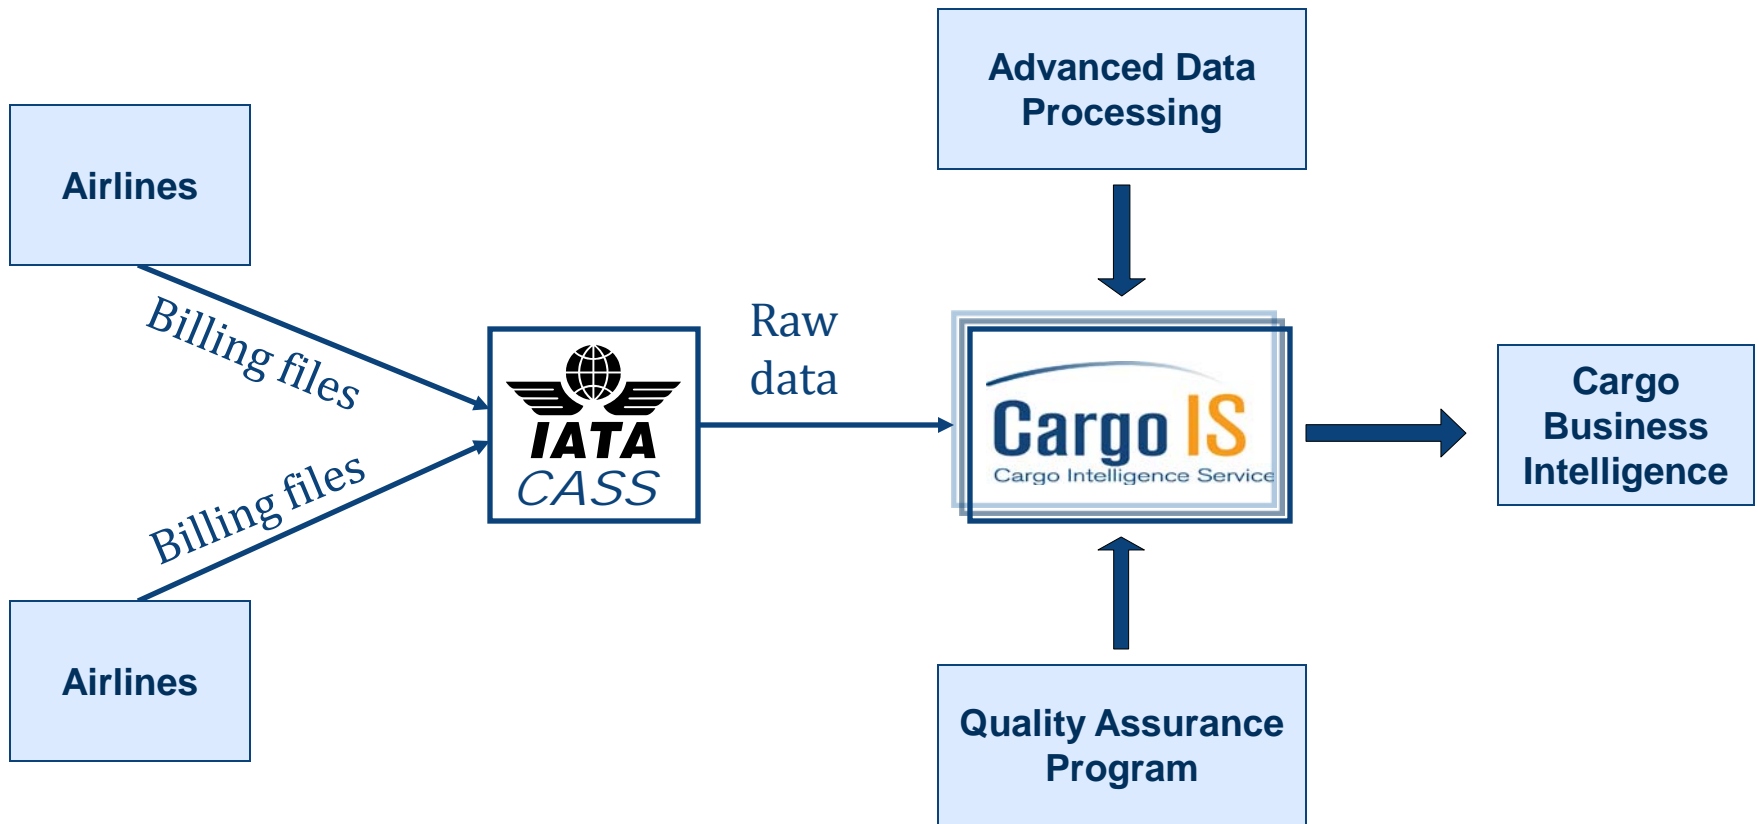 Airlines
Billing files
Billing files
Airlines
IATA
CASS
Raw
data
Advanced Data
Processing
Cargo IS
Cargo Intelligence Service
Quality Assurance
Program
Cargo
Business
Intelligence